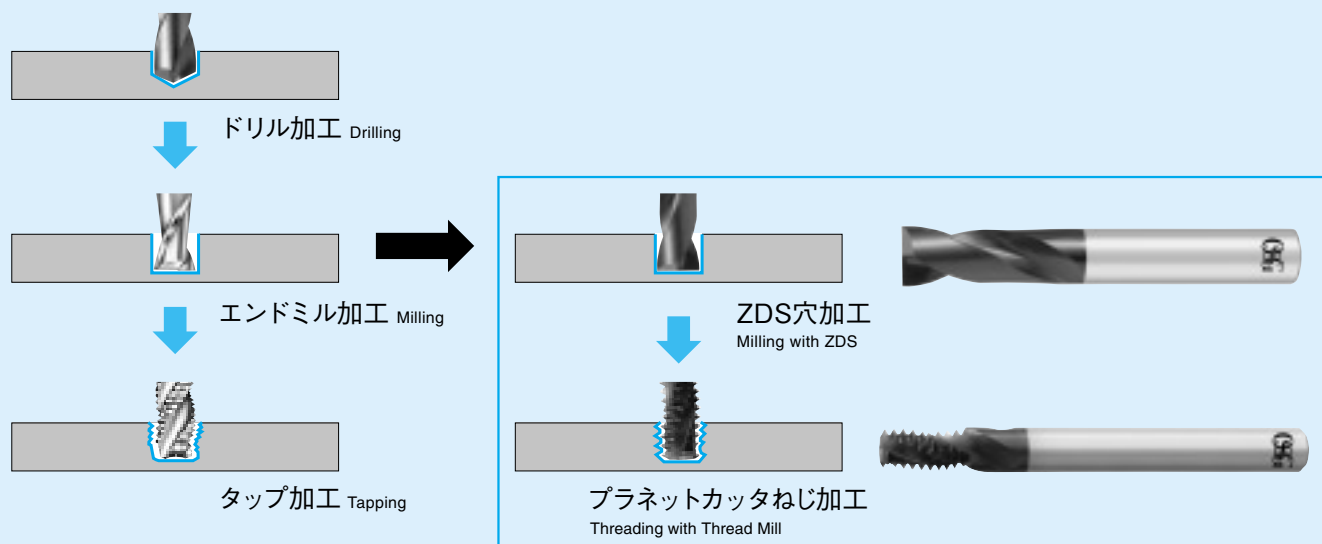 ドリル加工 Drilling
エンドミル加工 Milling
タップ加工 Tapping
ZDS穴加工
Milling with ZDS
プラネットカッタねじ加工
Threading with Thread Mill
OSG
OSG